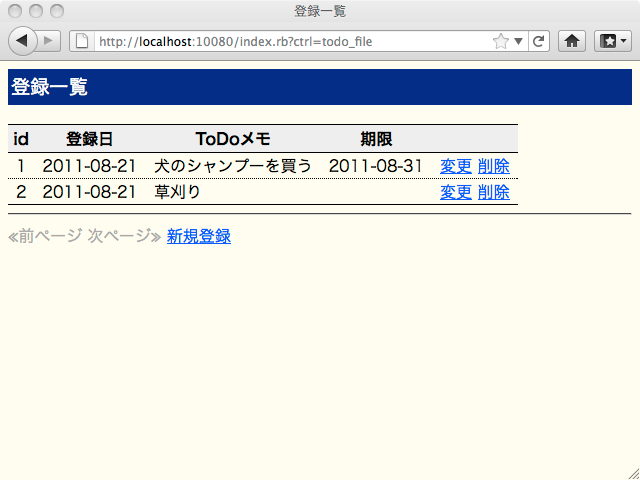 登録一覧
http://localhost:10080/index.rb?ctrl=todo_file
登録一覧
id 登録日 ToDoメモ 期限
1 2011-08-21 犬のシャンプーを買う 2011-08-31 変更 削除
2 2011-08-21 草刈り 変更 削除
≪前ページ 次ページ≫ 新規登録